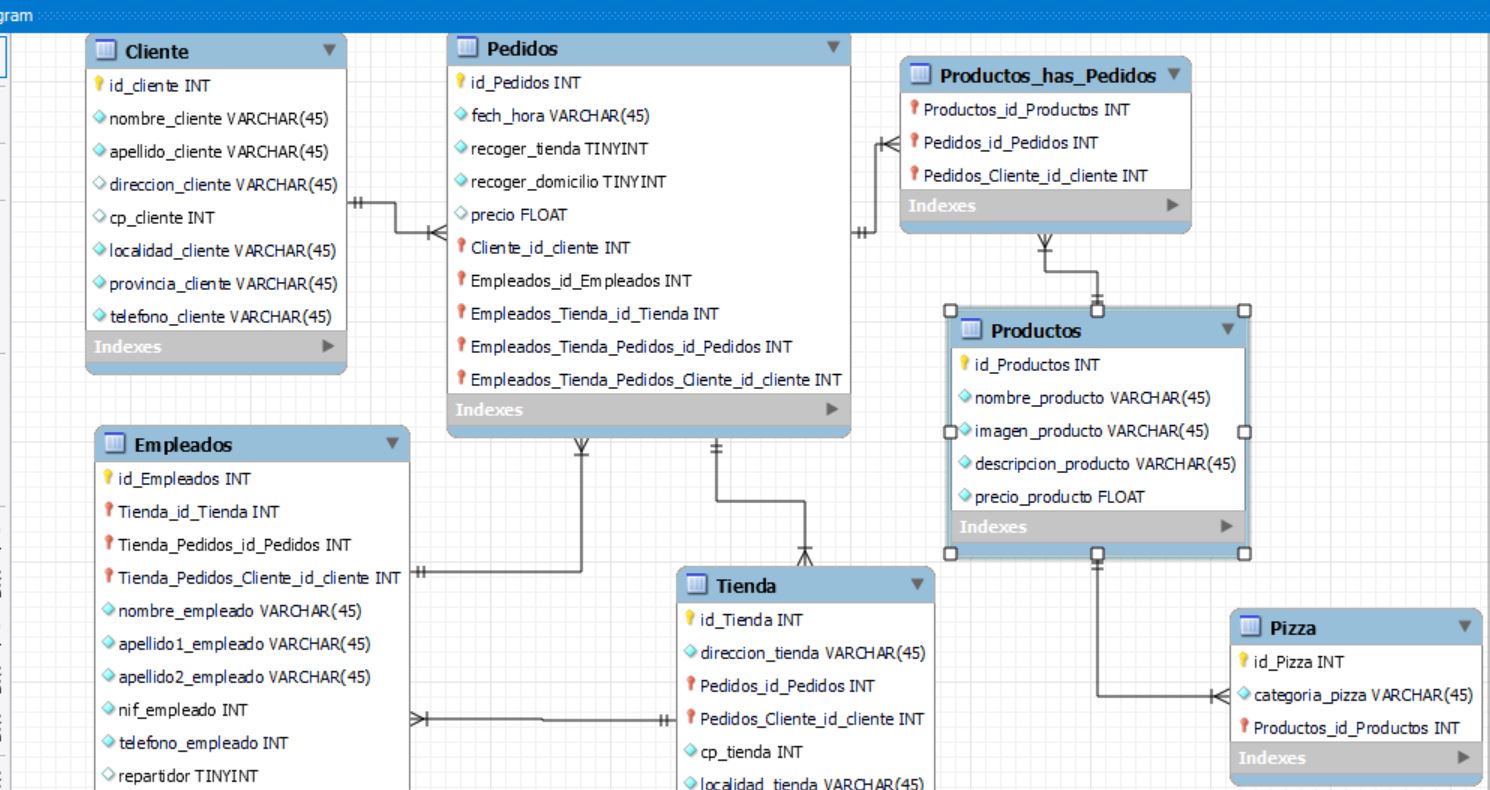 gram
Cliente
id_cliente INT
nombre_cliente VARCHAR(45)
apellido_cliente VARCHAR(45)
direccion_cliente VARCHAR(45)
cp_cliente INT
localidad_cliente VARCHAR(45)
provincia_cliente VARCHAR(45)
telefono_cliente VARCHAR(45)
Indexes
Pedidos
id_Pedidos INT
fech_hora VARCHAR(45)
recoger_tienda TINYINT
recoger_domicilio TINYINT
precio FLOAT
Cliente_id_cliente INT
Empleados_id_Empleados INT
Empleados_Tienda_id_Tienda INT
Empleados_Tienda_Pedidos_id_Pedidos INT
Empleados_Tienda_Pedidos_Cliente_id_cliente INT
Indexes
Productos_has_Pedidos
Productos_id_Productos INT
Pedidos_id_Pedidos INT
Pedidos_Cliente_id_cliente INT
Indexes
Productos
id_Productos INT
nombre_producto VARCHAR(45)
imagen_producto VARCHAR(45)
descripcion_producto VARCHAR(45)
precio_producto FLOAT
Indexes
Empleados
id_Empleados INT
Tienda_id_Tienda INT
Tienda_Pedidos_id_Pedidos INT
Tienda_Pedidos_Cliente_id_cliente INT
nombre_empleado VARCHAR(45)
apellido1_empleado VARCHAR(45)
apellido2_empleado VARCHAR(45)
nif_empleado INT
telefono_empleado INT
repartidor TINYINT
Tienda
id_Tienda INT
direccion_tienda VARCHAR(45)
Pedidos_id_Pedidos INT
Pedidos_Cliente_id_cliente INT
cp_tienda INT
localidad_tienda VARCHAR(45)
Pizza
id_Pizza INT
categoria_pizza VARCHAR(45)
Productos_id_Productos INT
Indexes